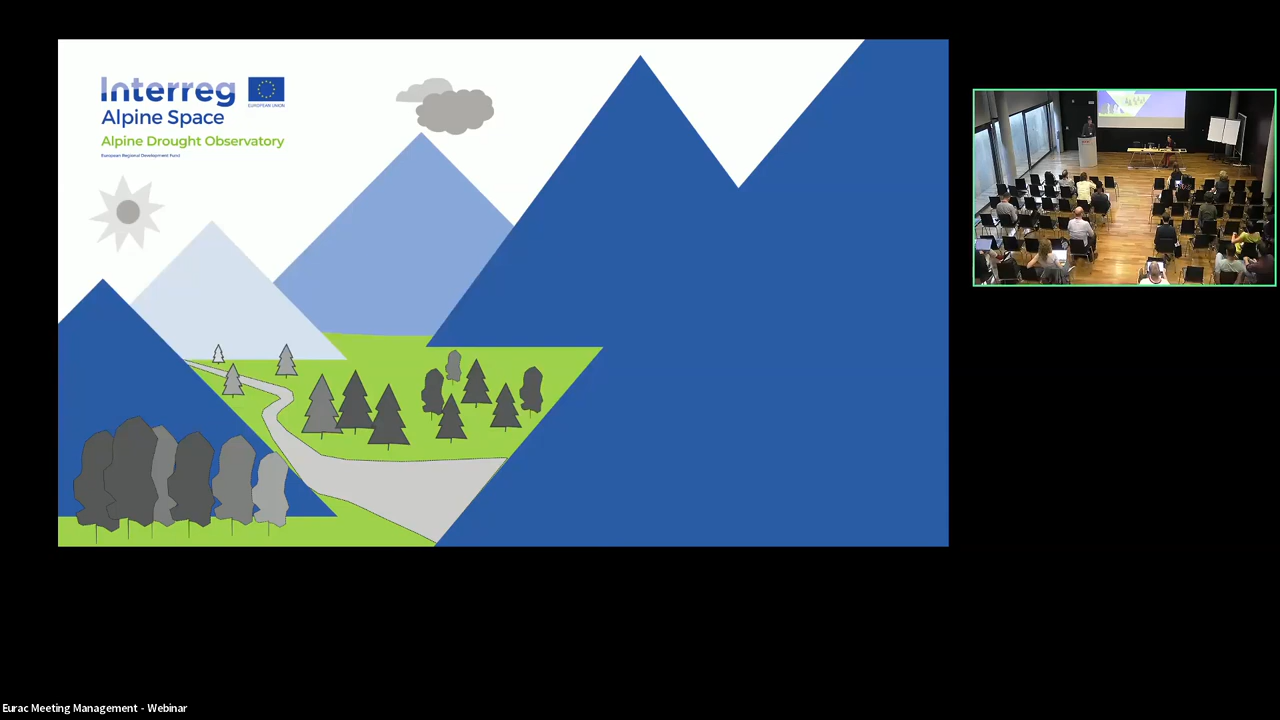 Interreg
EUROPEAN UNION
Alpine Space
Alpine Drought Observatory
European Regional Development Fund
Eurac Meeting Management - Webinar